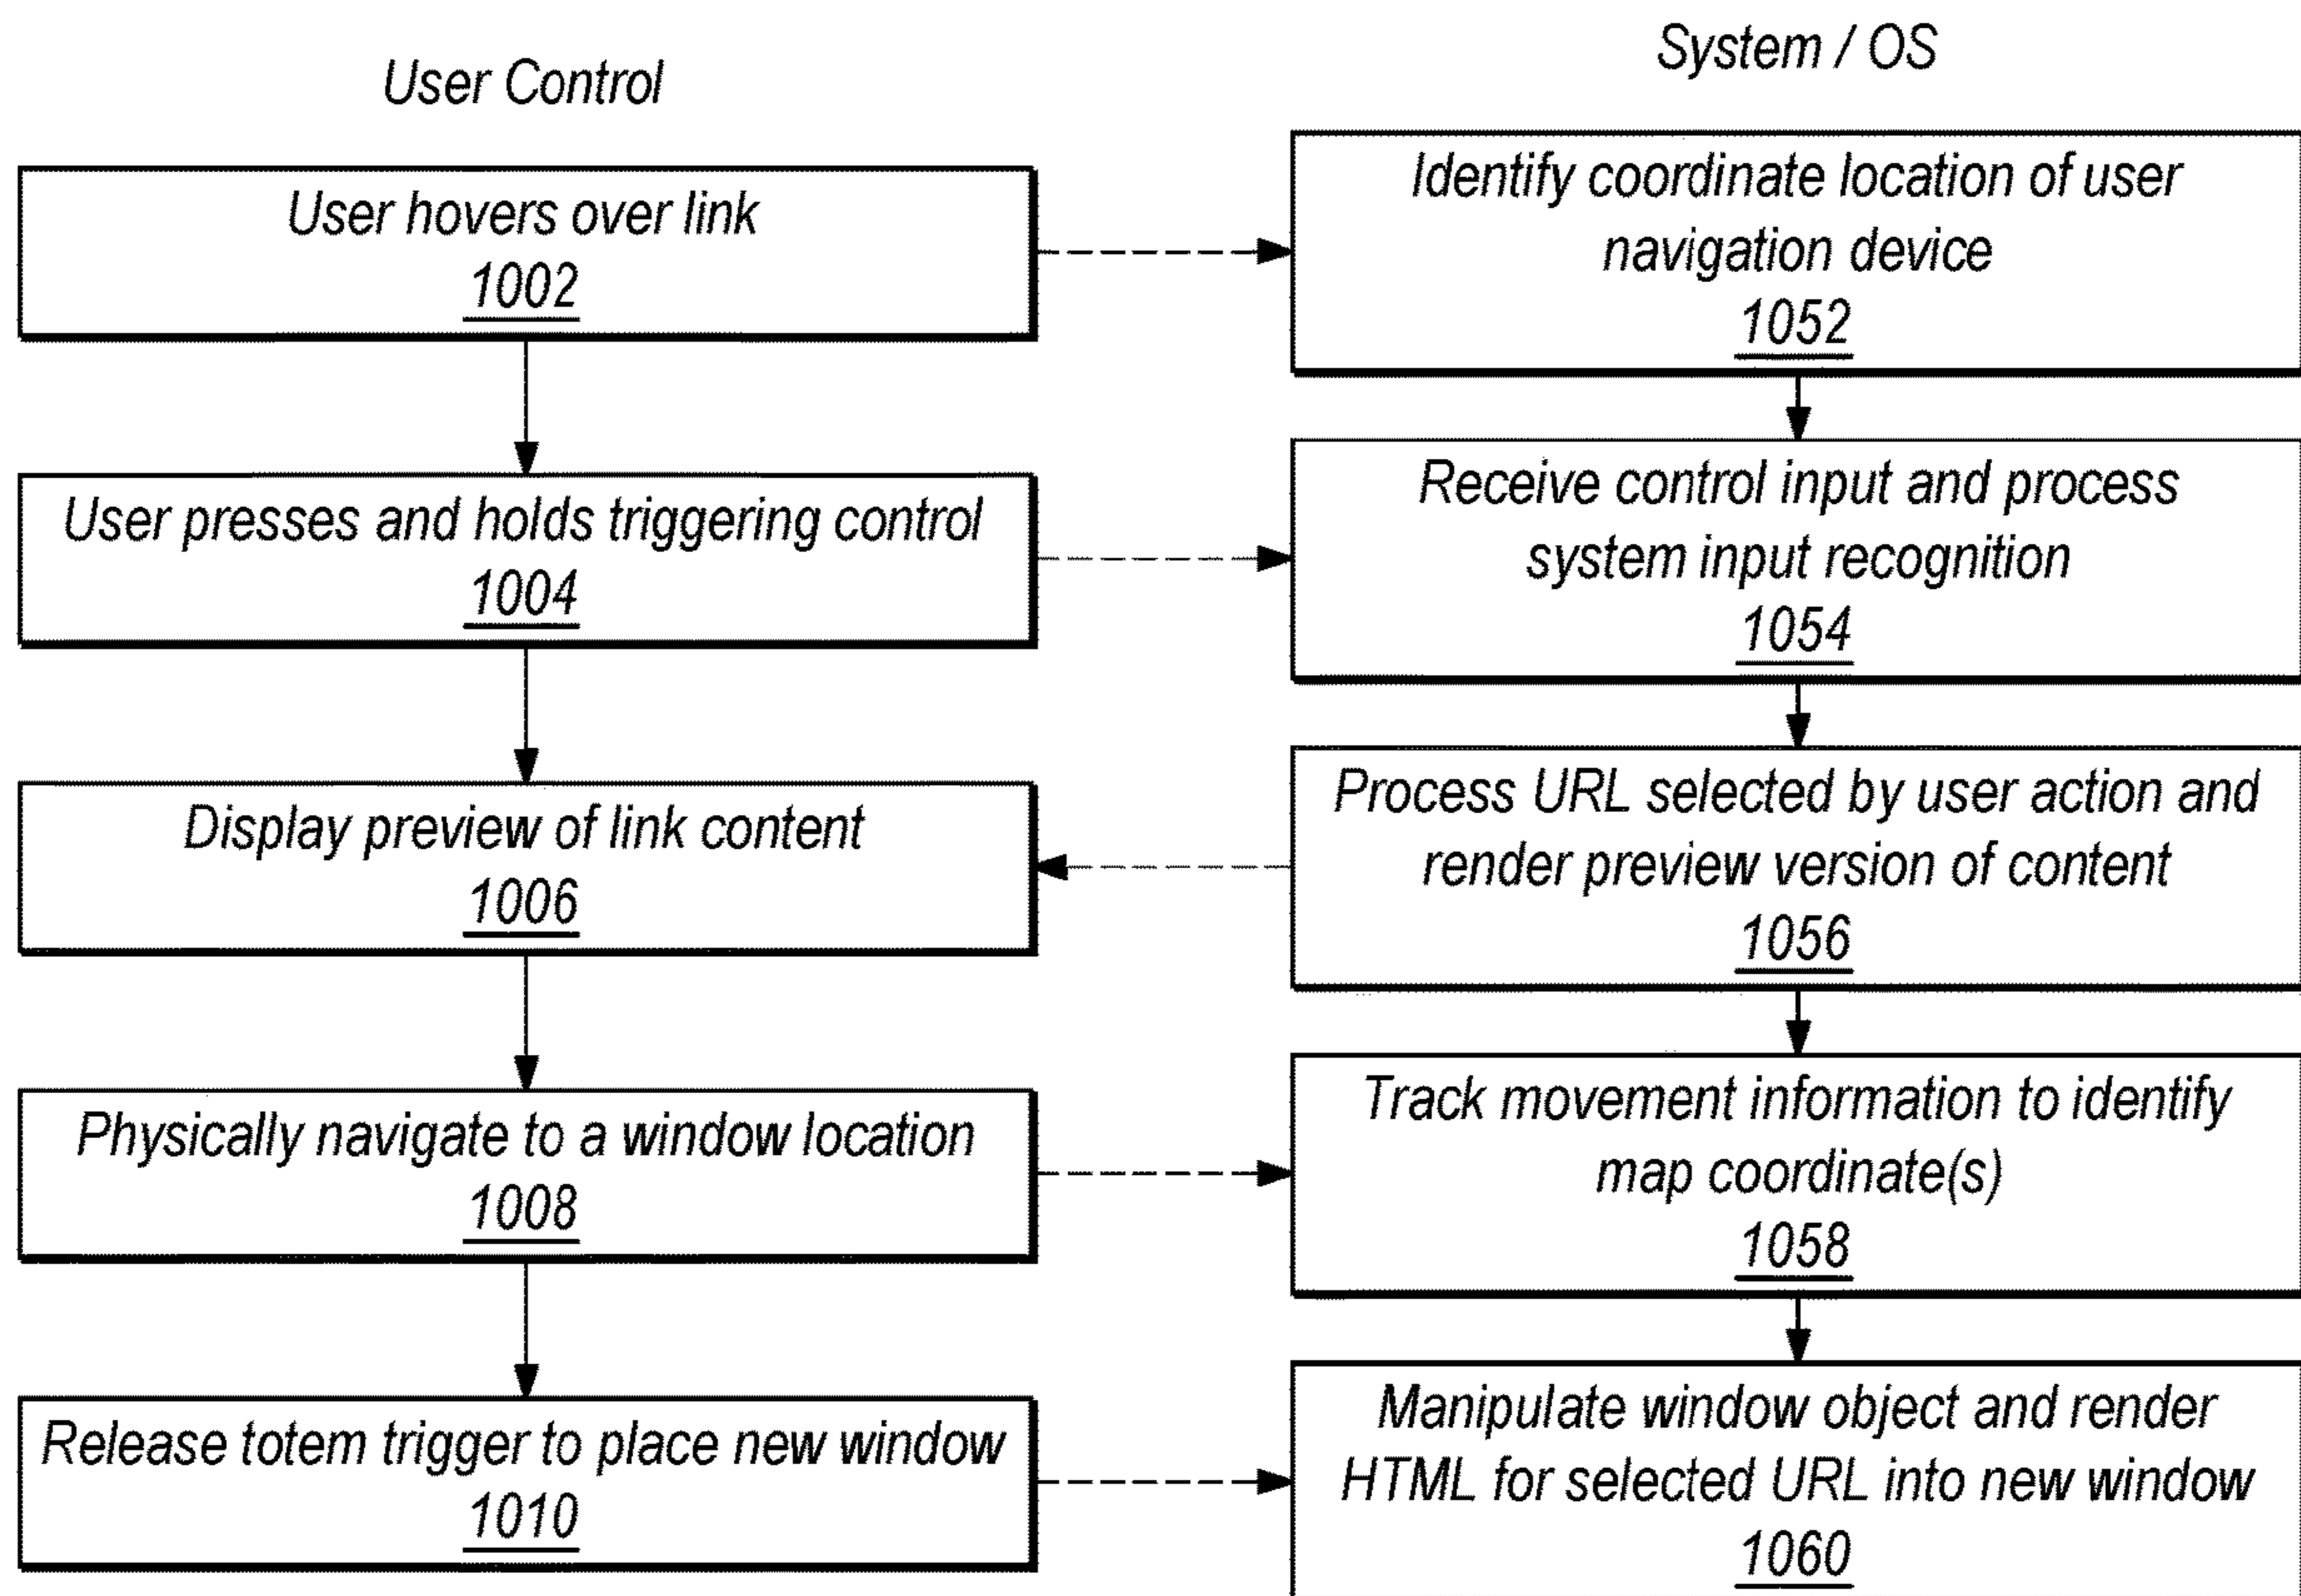 User Control
System / OS
User hovers over link
1002
Identify coordinate location of user
navigation device
1052
User presses and holds triggering control
1004
Receive control input and process
system input recognition
1054
Display preview of link content
1006
Process URL selected by user action and
render preview version of content
1056
Physically navigate to a window location
1008
Track movement information to identify
map coordinate(s)
1058
Release totem trigger to place new window
1010
Manipulate window object and render
HTML for selected URL into new window
1060